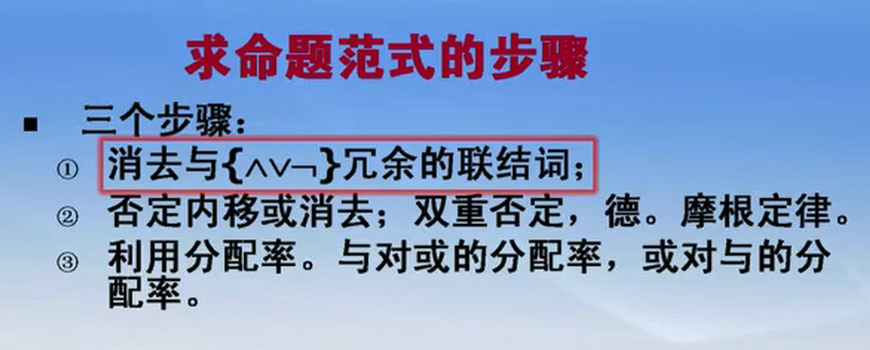 求命题范式的步骤
■ 三个步骤：
① 消去与{∧∨¬}冗余的联结词；
② 否定内移或消去；双重否定，德。摩根定律。
③ 利用分配率。与对或的分配率，或对与的分
配率。